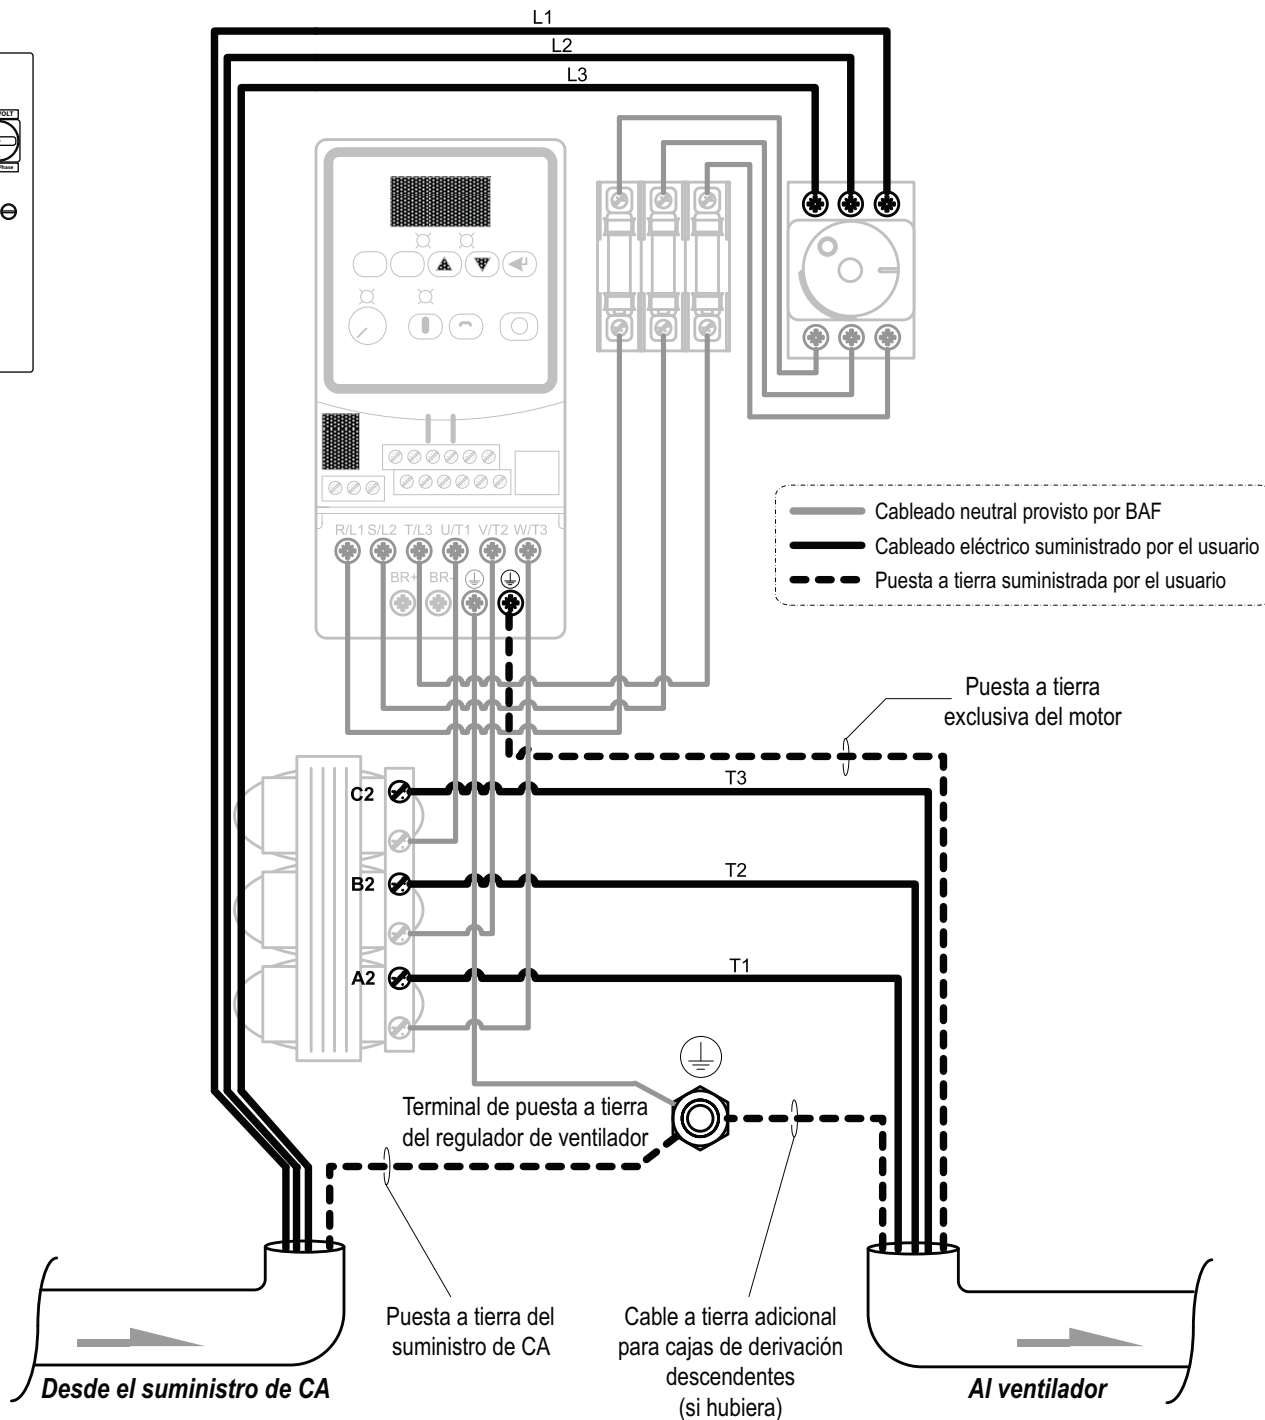 L1
L2
L3
VOLT
Phase
R/L1 S/L2 T/L3 U/T1 V/T2 W/T3
BR+ BR-
Cableado neutral provisto por BAF
Cableado eléctrico suministrado por el usuario
Puesta a tierra suministrada por el usuario
Puesta a tierra
exclusiva del motor
C2
T3
B2
T2
A2
T1
Terminal de puesta a tierra
del regulador de ventilador
Puesta a tierra del
suministro de CA
Cable a tierra adicional
para cajas de derivación
descendentes
(si hubiera)
Desde el suministro de CA
Al ventilador